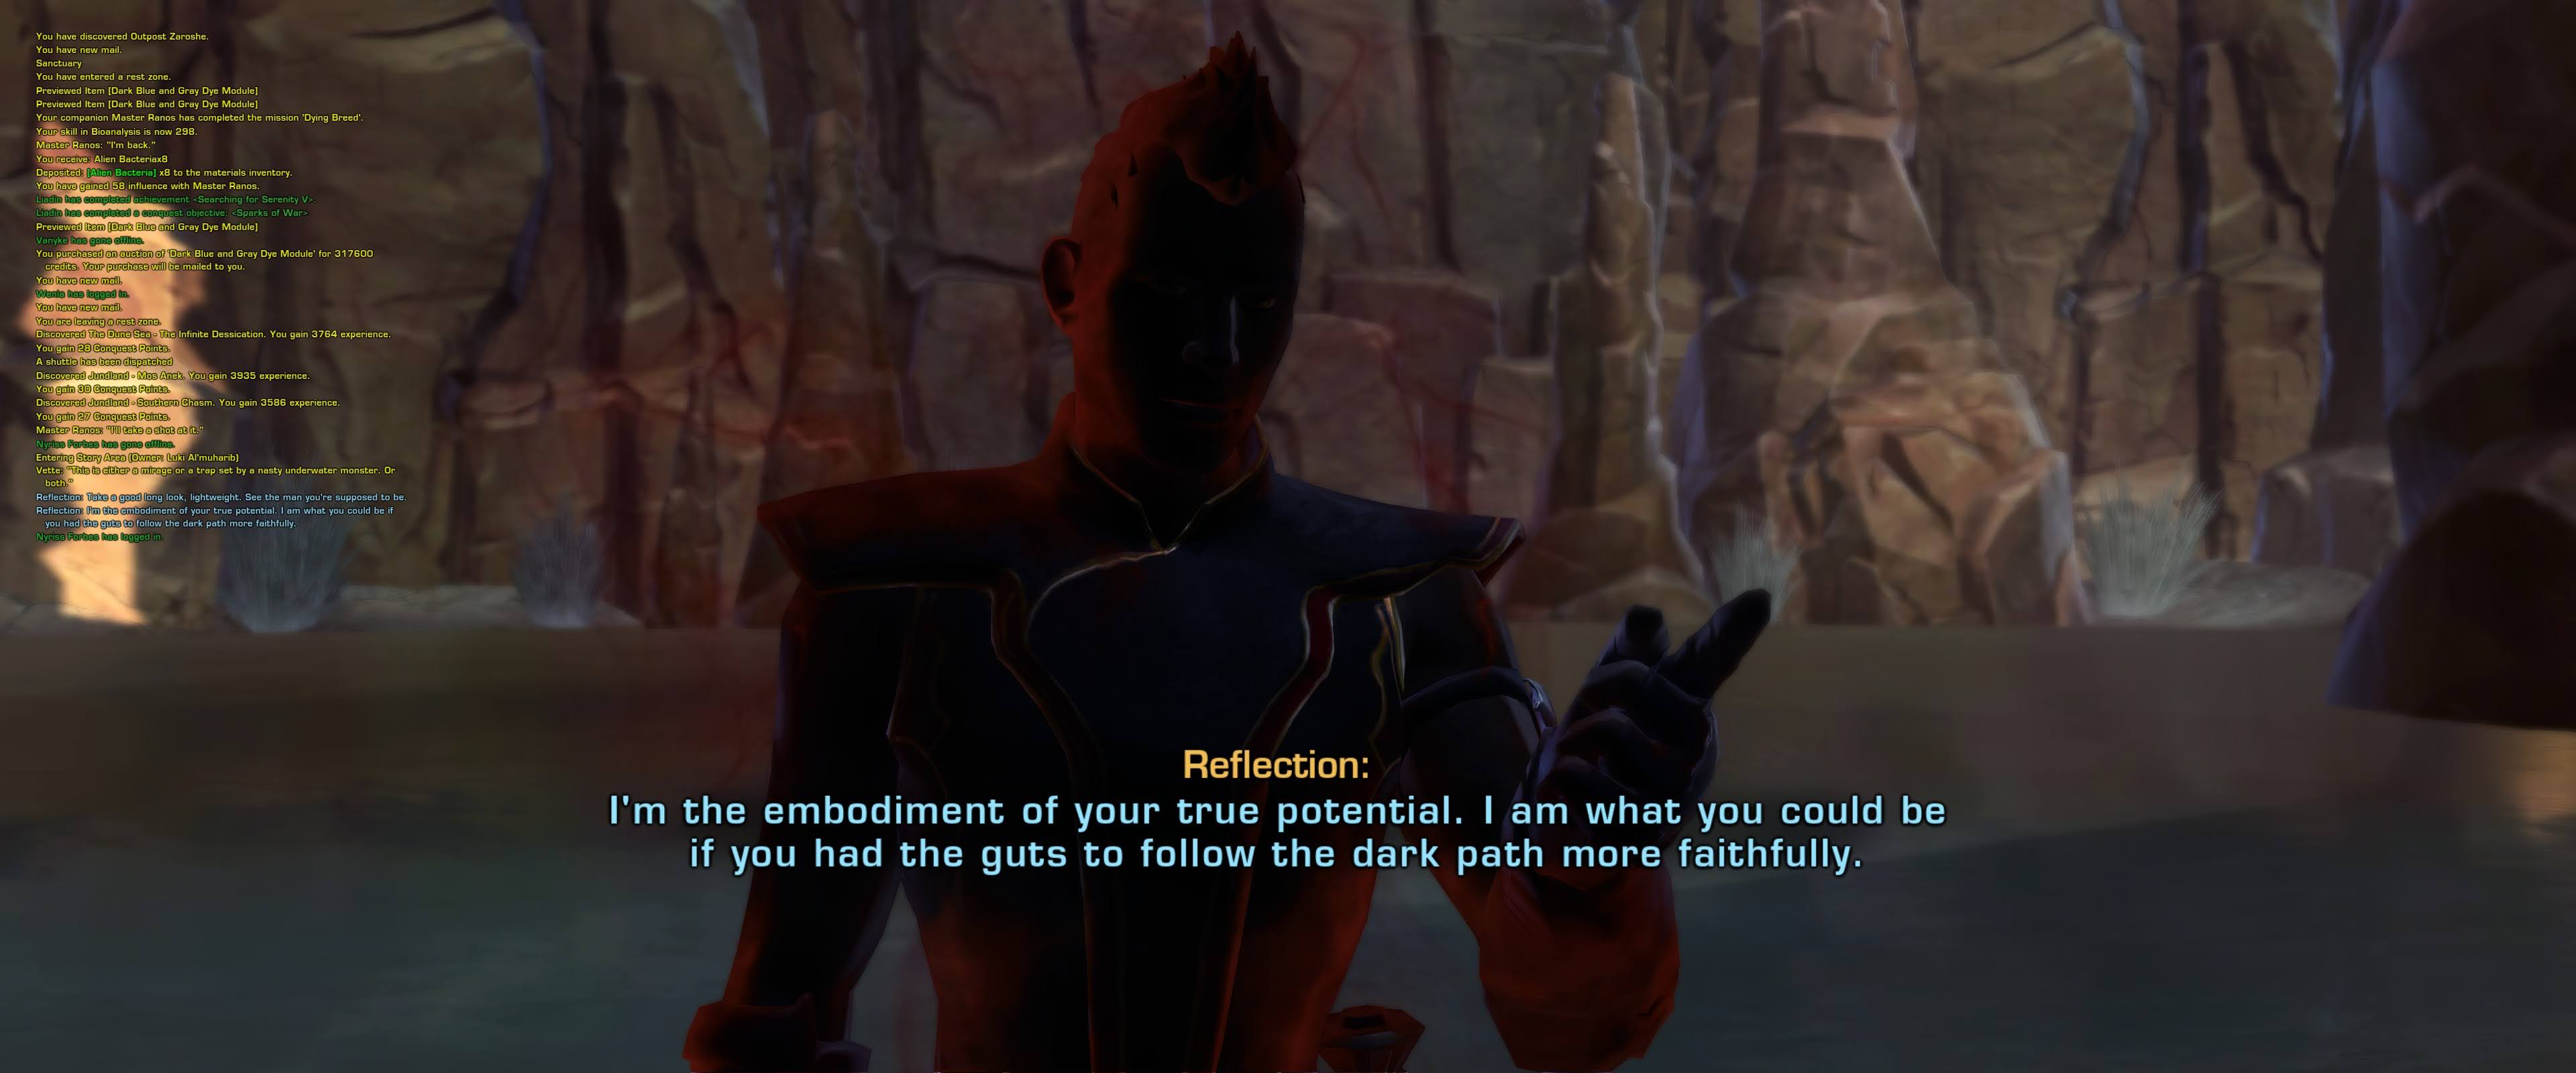 You have discovered Outpost Zaroshe.
You have new mail.
Sanctuary
You have entered a rest zone.
Previewed Item [Dark Blue and Gray Dye Module]
Previewed Item [Dark Blue and Gray Dye Module]
Your companion Master Ranos has completed the mission 'Dying Breed'.
Your skill in Bioanalysis is now 298.
Master Ranos: "I'm back."
You receive: Alien Bacteriax8
Deposited: [Alien Bacteria] x8 to the materials inventory.
You have gained 58 influence with Master Ranos.
Liadin has completed achievement <Searching for Serenity V>.
Liadin has completed a conquest objective: <Sparks of War>
Previewed Item [Dark Blue and Gray Dye Module]
Vanyke has gone offline.
You purchased an auction of 'Dark Blue and Gray Dye Module' for 317600
credits. Your purchase will be mailed to you.
You have new mail.
Wenia has logged in.
You have new mail.
You are leaving a rest zone.
Discovered The Dune Sea - The Infinite Dessication. You gain 3764 experience.
You gain 28 Conquest Points.
A shuttle has been dispatched
Discovered Jundland - Mos Anek. You gain 3935 experience.
You gain 30 Conquest Points.
Discovered Jundland - Southern Chasm. You gain 3586 experience.
You gain 27 Conquest Points.
Master Ranos: "I'll take a shot at it."
Nyriss Forbes has gone offline.
Entering Story Area (Owner: Luki Al'muharib)
Vette: "This is either a mirage or a trap set by a nasty underwater monster. Or
both."
Reflection: Take a good long look, lightweight. See the man you're supposed to be.
Reflection: I'm the embodiment of your true potential. I am what you could be if
you had the guts to follow the dark path more faithfully.
Nyriss Forbes has logged in.
Reflection:
I'm the embodiment of your true potential. I am what you could be
if you had the guts to follow the dark path more faithfully.